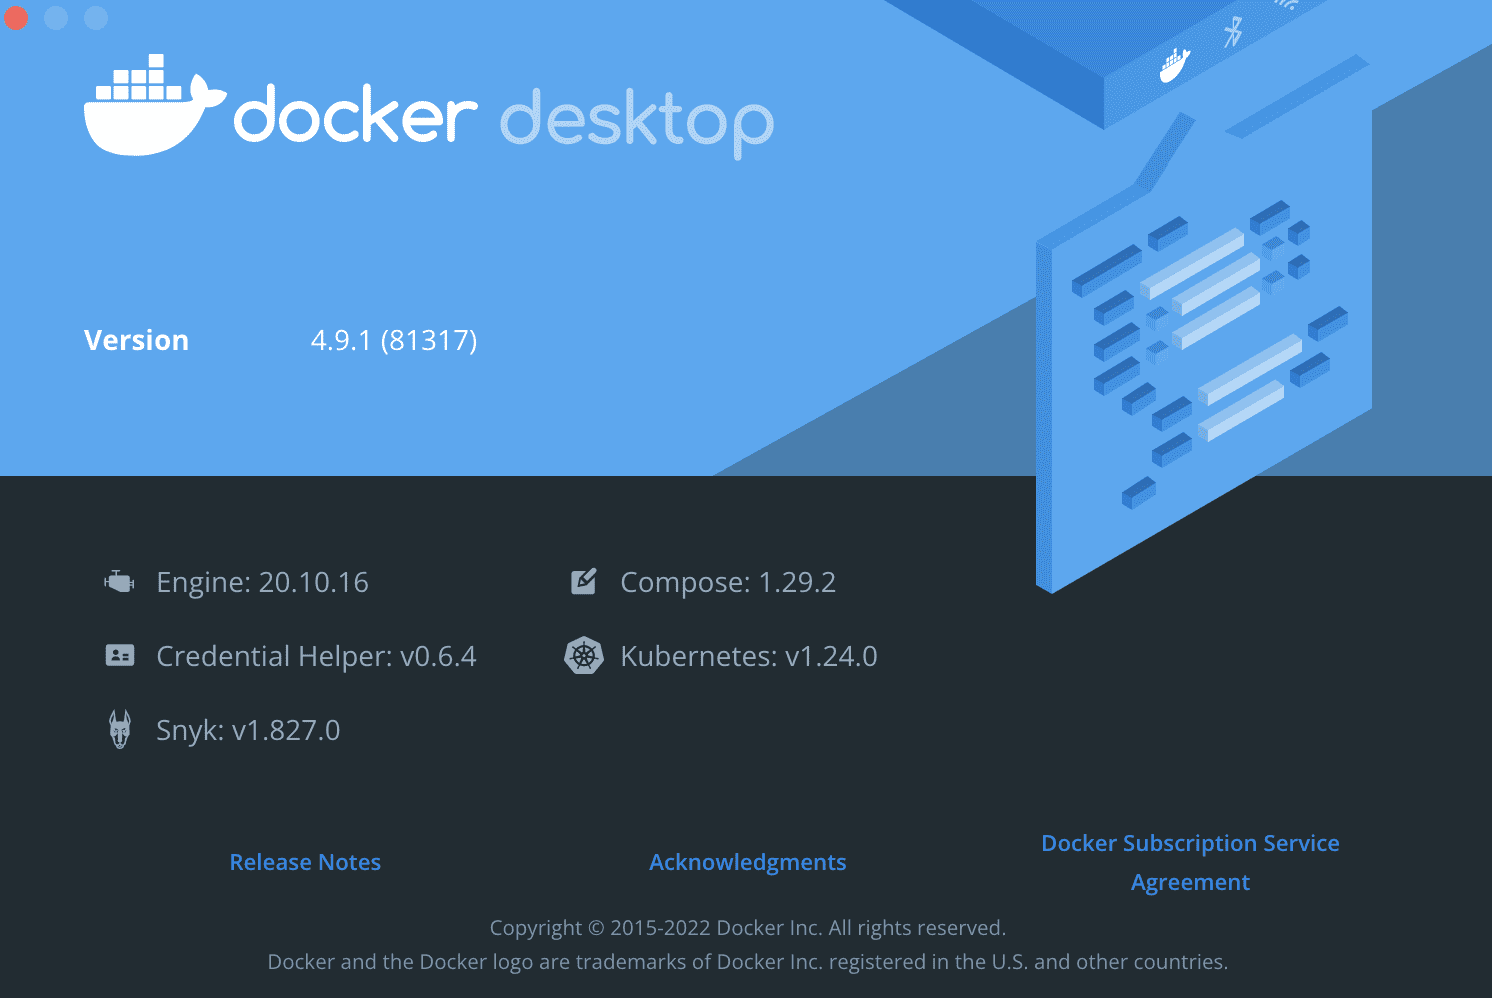 docker desktop
Version 4.9.1 (81317)
Engine: 20.10.16 Compose: 1.29.2
Credential Helper: v0.6.4 Kubernetes: v1.24.0
Snyk: v1.827.0
Release Notes
Acknowledgments
Docker Subscription Service
Agreement
Copyright © 2015-2022 Docker Inc. All rights reserved.
Docker and the Docker logo are trademarks of Docker Inc. registered in the U.S. and other countries.